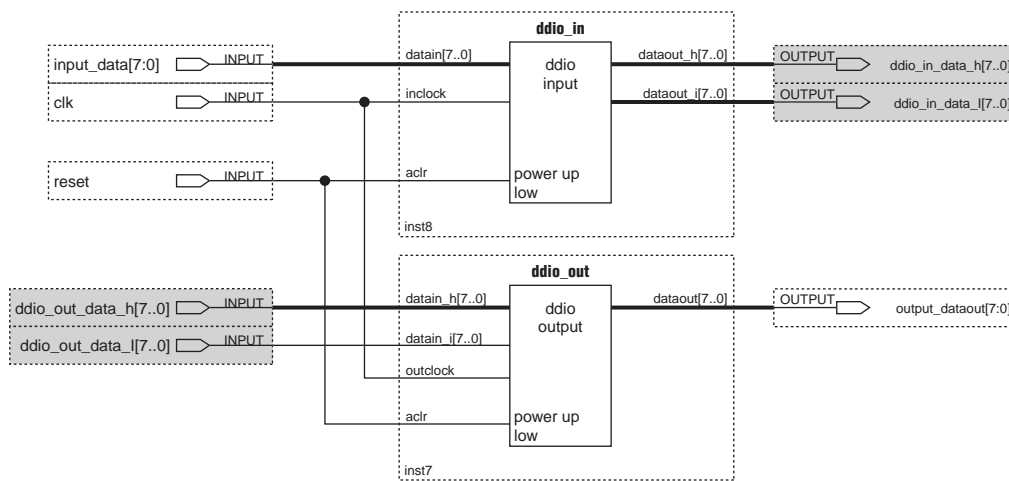 ddio_in
input_data[7:0] INPUT datain[7..0] ddio input dataout_h[7..0] OUTPUT ddio_in_data_h[7..0]
clk INPUT inclock dataout_i[7..0] OUTPUT ddio_in_data_l[7..0]
reset INPUT aclr power up
low
inst8
ddio_out
ddio_out_data_h[7..0] INPUT datain_h[7..0] ddio output dataout[7..0] OUTPUT output_dataout[7:0]
ddio_out_data_l[7..0] INPUT datain_i[7..0]
outclock
aclr power up
low
inst7